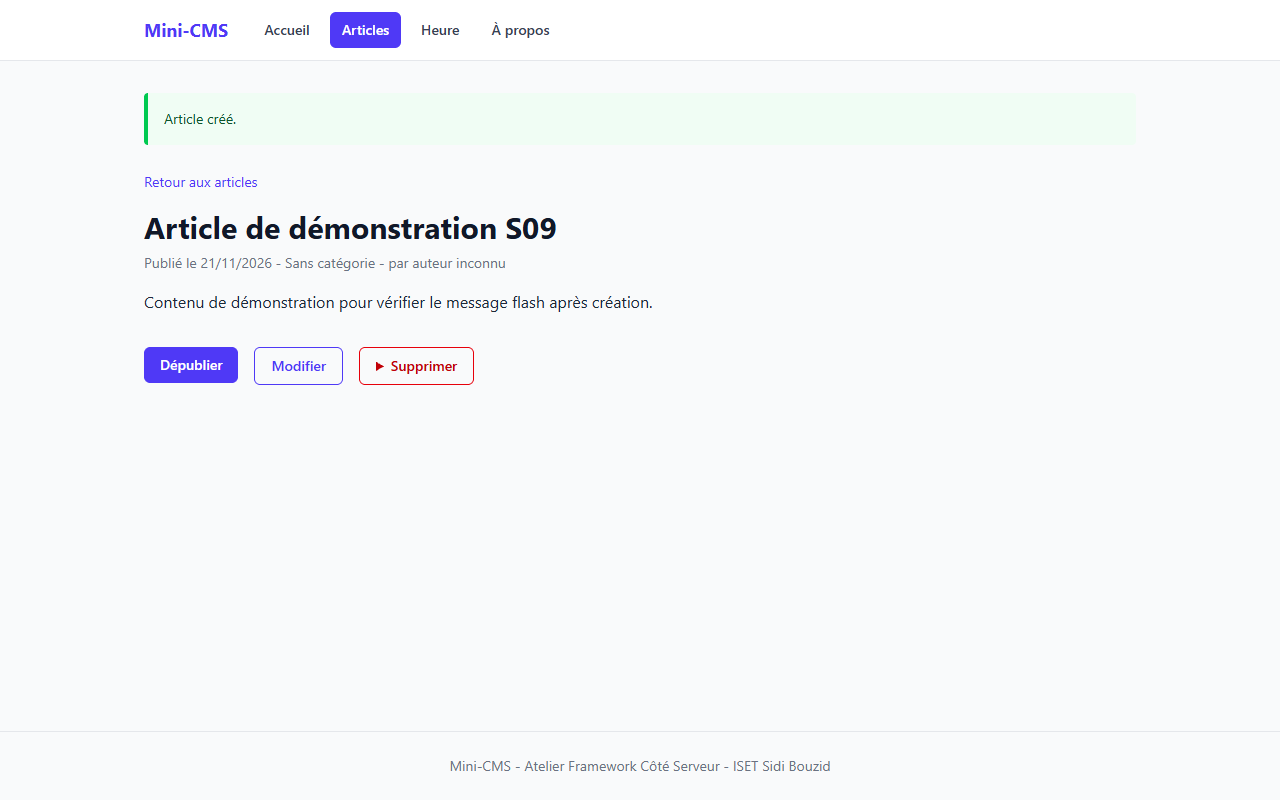 Mini-CMS Accueil Articles Heure À propos
Article créé.
Retour aux articles
Article de démonstration S09
Publié le 21/11/2026 - Sans catégorie - par auteur inconnu
Contenu de démonstration pour vérifier le message flash après création.
Dépublier Modifier Supprimer
Mini-CMS - Atelier Framework Côté Serveur - ISET Sidi Bouzid